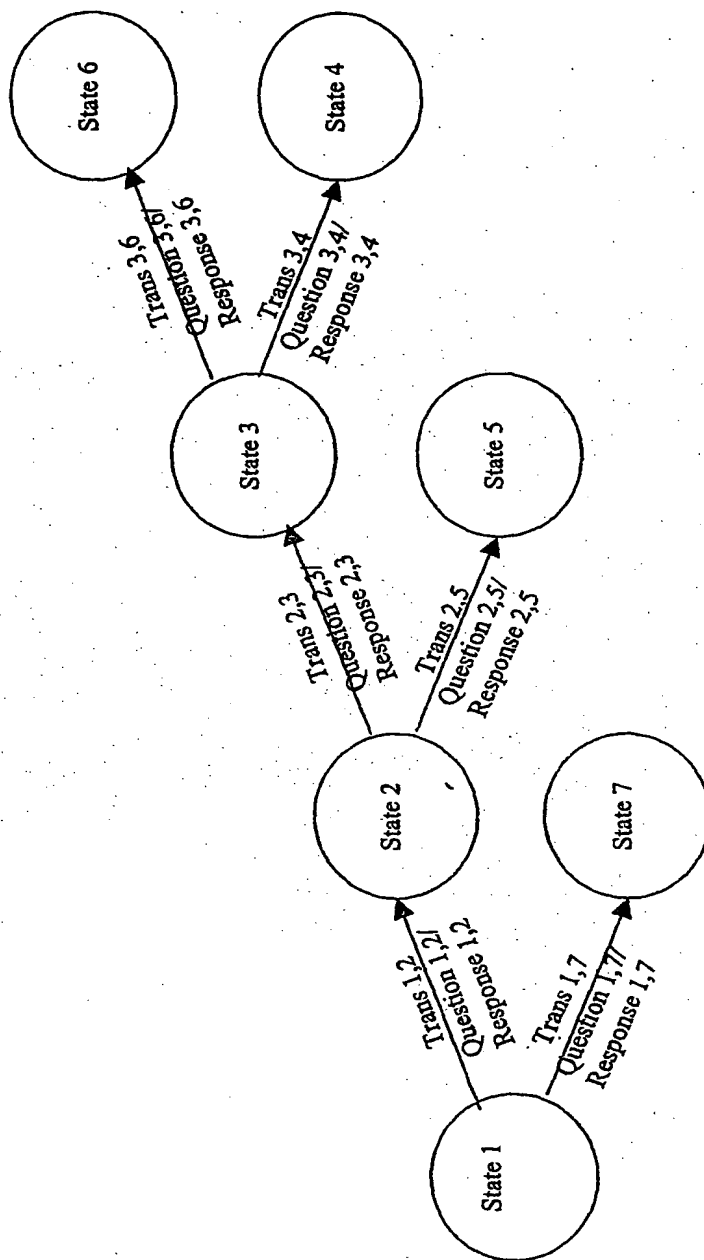 State 1
Trans 1,2
Question 1,2/
Response 1,2
Trans 1,7
Question 1,7/
Response 1,7
State 2
State 7
Trans 2,3
Question 2,3/
Response 2,3
Trans 2,5
Question 2,5/
Response 2,5
State 3
State 5
Trans 3,6
Question 3,6/
Response 3,6
Trans 3,4
Question 3,4/
Response 3,4
State 6
State 4